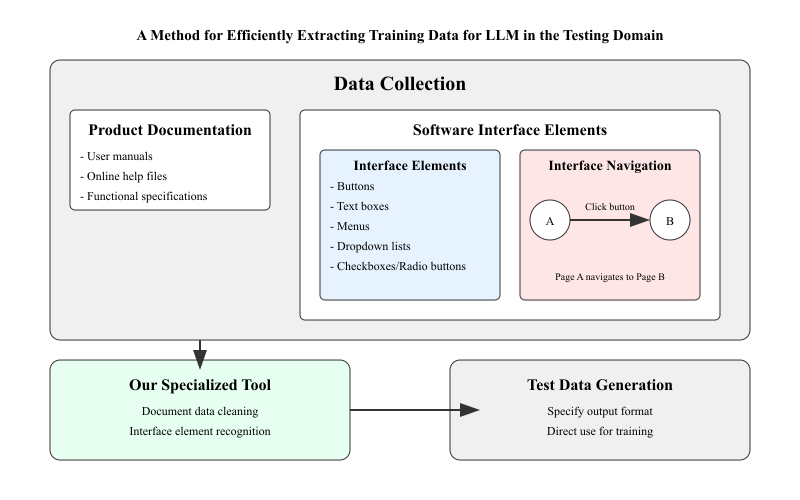 A Method for Efficiently Extracting Training Data for LLM in the Testing Domain
Data Collection
Product Documentation
- User manuals
- Online help files
- Functional specifications
Software Interface Elements
Interface Elements
- Buttons
- Text boxes
- Menus
- Dropdown lists
- Checkboxes/Radio buttons
Interface Navigation
Click button
A
B
Page A navigates to Page B
Our Specialized Tool
Document data cleaning
Interface element recognition
Test Data Generation
Specify output format
Direct use for training